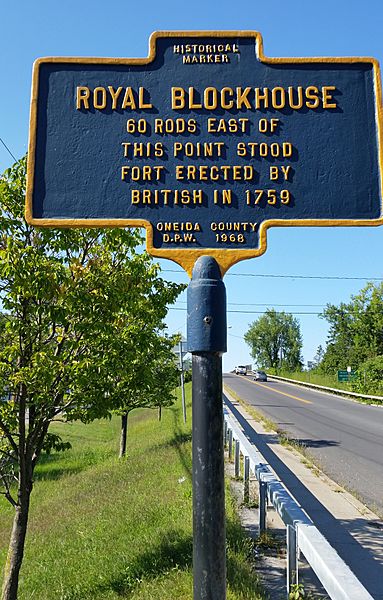 HISTORICAL
MARKER
ROYAL BLOCKHOUSE
60 RODS EAST OF
THIS POINT STOOD
FORT ERECTED BY
BRITISH IN 1759
ONEIDA COUNTY
D.P.W. 1968